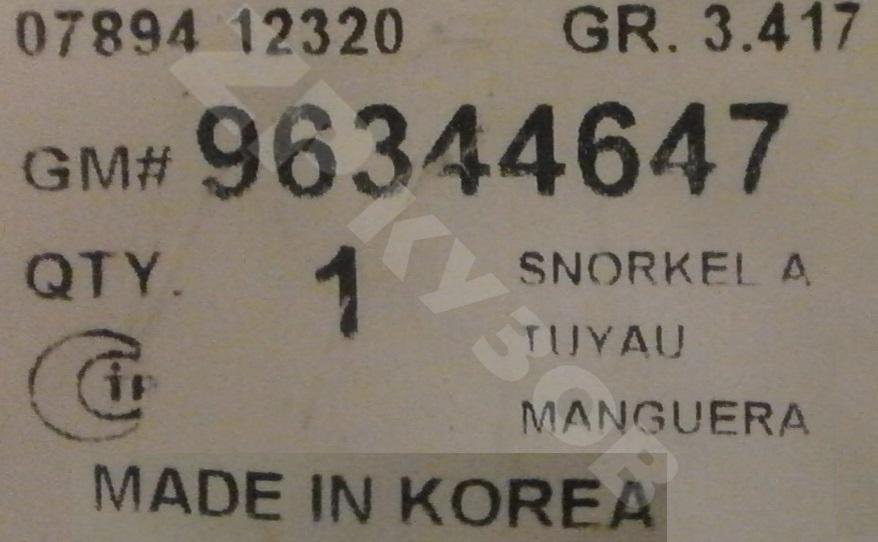 07894 12320 GR. 3.417
GM# 96344647
QTY. 1 SNORKEL A
TUYAU
MANGUERA
MADE IN KOREA